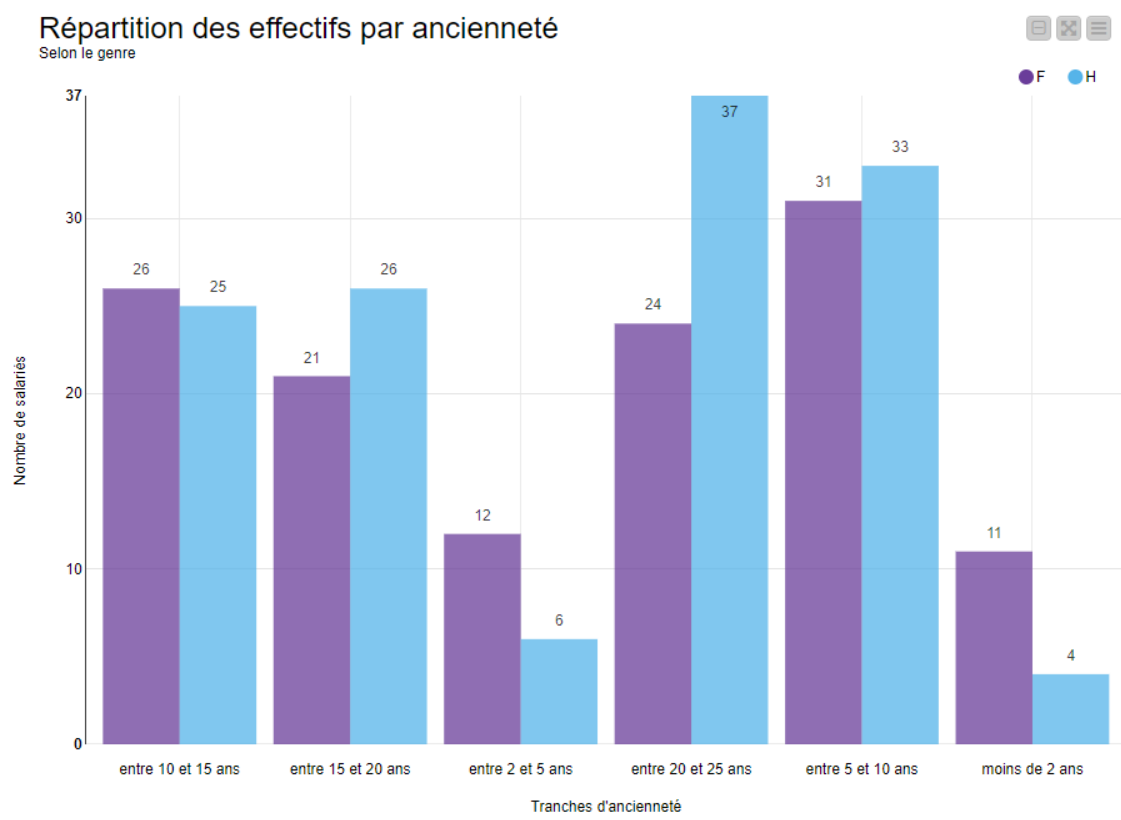 Répartition des effectifs par ancienneté
Selon le genre
F H
37
30
20
10
0
Nombre de salariés
26
25
21
26
12
6
24
37
31
33
11
4
entre 10 et 15 ans entre 15 et 20 ans entre 2 et 5 ans entre 20 et 25 ans entre 5 et 10 ans moins de 2 ans
Tranches d'ancienneté